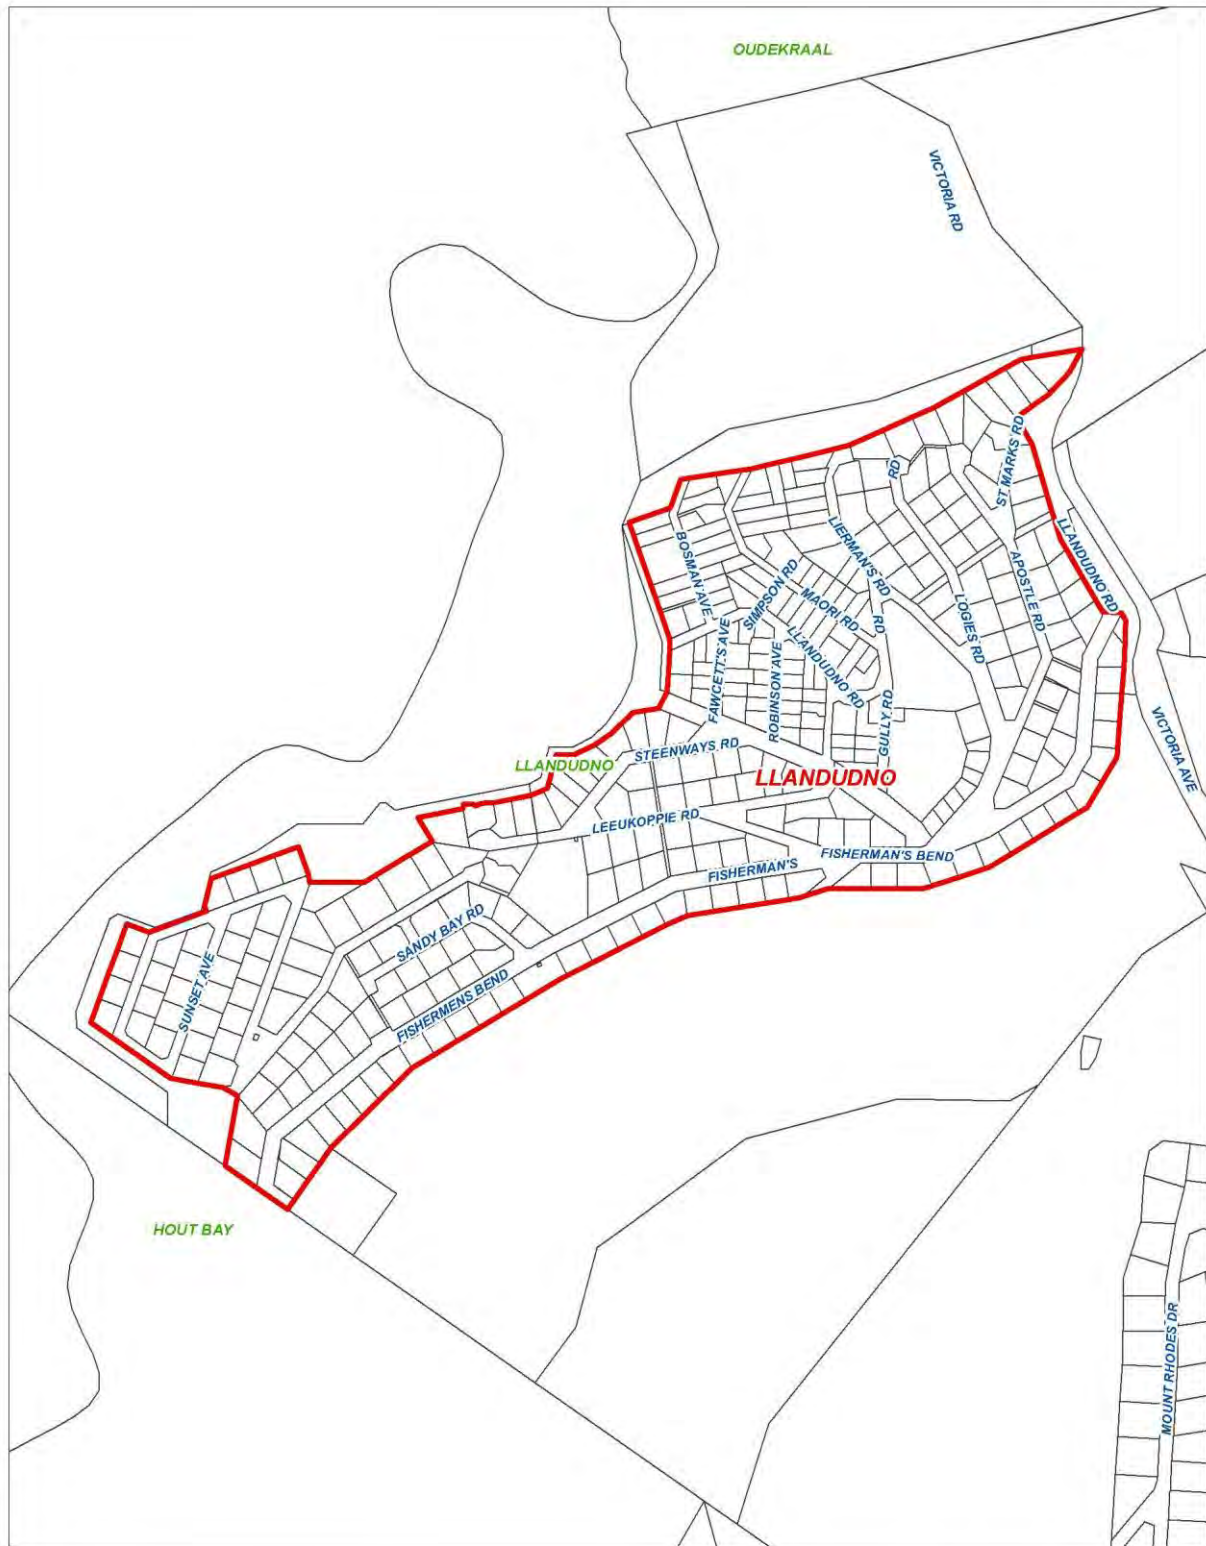 OUDEKRAAL
VICTORIA RD
ST MARKS RD
RD
LIERMAN'S RD
LLANDUDNO RD
BOSMAN AVE
SIMPSON RD
MAORI RD
RD
LOGIES RD
APOSTLE RD
FAWCETT'S AVE
ROBINSON AVE
LLANDUDNO RD
GULLY RD
VICTORIA AVE
STEENWAYS RD
LLANDUDNO
LLANDUDNO
LEEUKOPPIE RD
FISHERMAN'S
FISHERMAN'S BEND
SANDY BAY RD
SUNSET AVE
FISHERMENS BEND
HOUT BAY
MOUNT RHODES DR